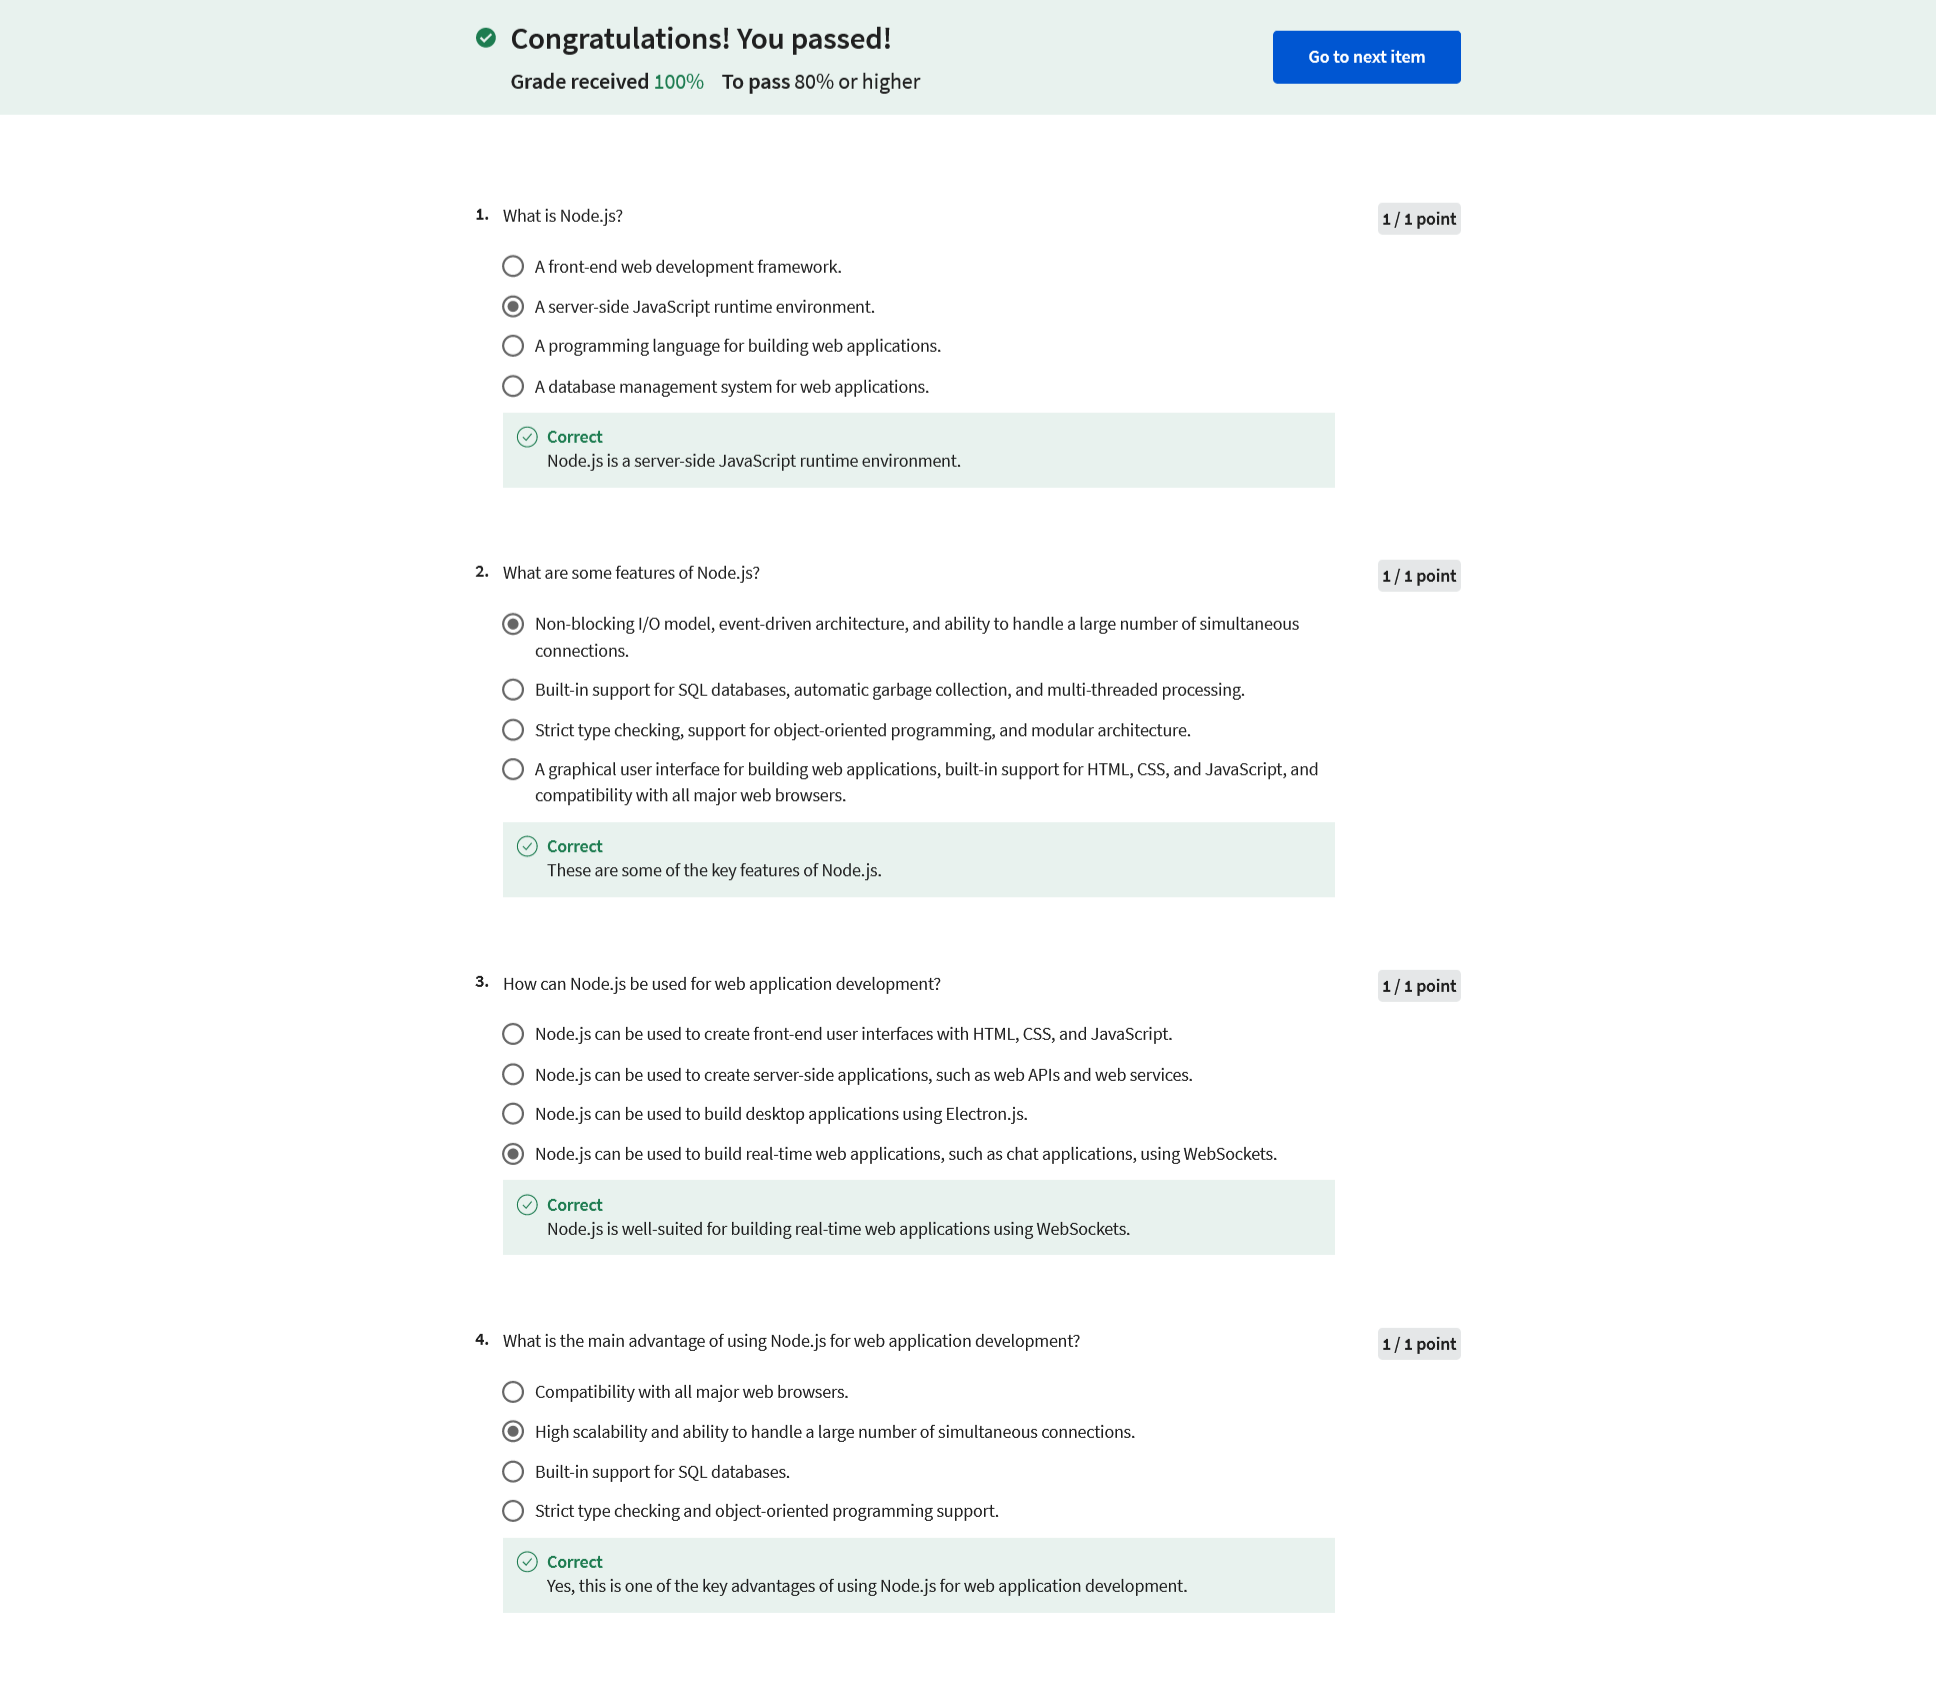 Congratulations! You passed!
Grade received 100% To pass 80% or higher
Go to next item
1. What is Node.js?
1 / 1 point
A front-end web development framework.
A server-side JavaScript runtime environment.
A programming language for building web applications.
A database management system for web applications.
Correct
Node.js is a server-side JavaScript runtime environment.
2. What are some features of Node.js?
1 / 1 point
Non-blocking I/O model, event-driven architecture, and ability to handle a large number of simultaneous
connections.
Built-in support for SQL databases, automatic garbage collection, and multi-threaded processing.
Strict type checking, support for object-oriented programming, and modular architecture.
A graphical user interface for building web applications, built-in support for HTML, CSS, and JavaScript, and
compatibility with all major web browsers.
Correct
These are some of the key features of Node.js.
3. How can Node.js be used for web application development?
1 / 1 point
Node.js can be used to create front-end user interfaces with HTML, CSS, and JavaScript.
Node.js can be used to create server-side applications, such as web APIs and web services.
Node.js can be used to build desktop applications using Electron.js.
Node.js can be used to build real-time web applications, such as chat applications, using WebSockets.
Correct
Node.js is well-suited for building real-time web applications using WebSockets.
4. What is the main advantage of using Node.js for web application development?
1 / 1 point
Compatibility with all major web browsers.
High scalability and ability to handle a large number of simultaneous connections.
Built-in support for SQL databases.
Strict type checking and object-oriented programming support.
Correct
Yes, this is one of the key advantages of using Node.js for web application development.